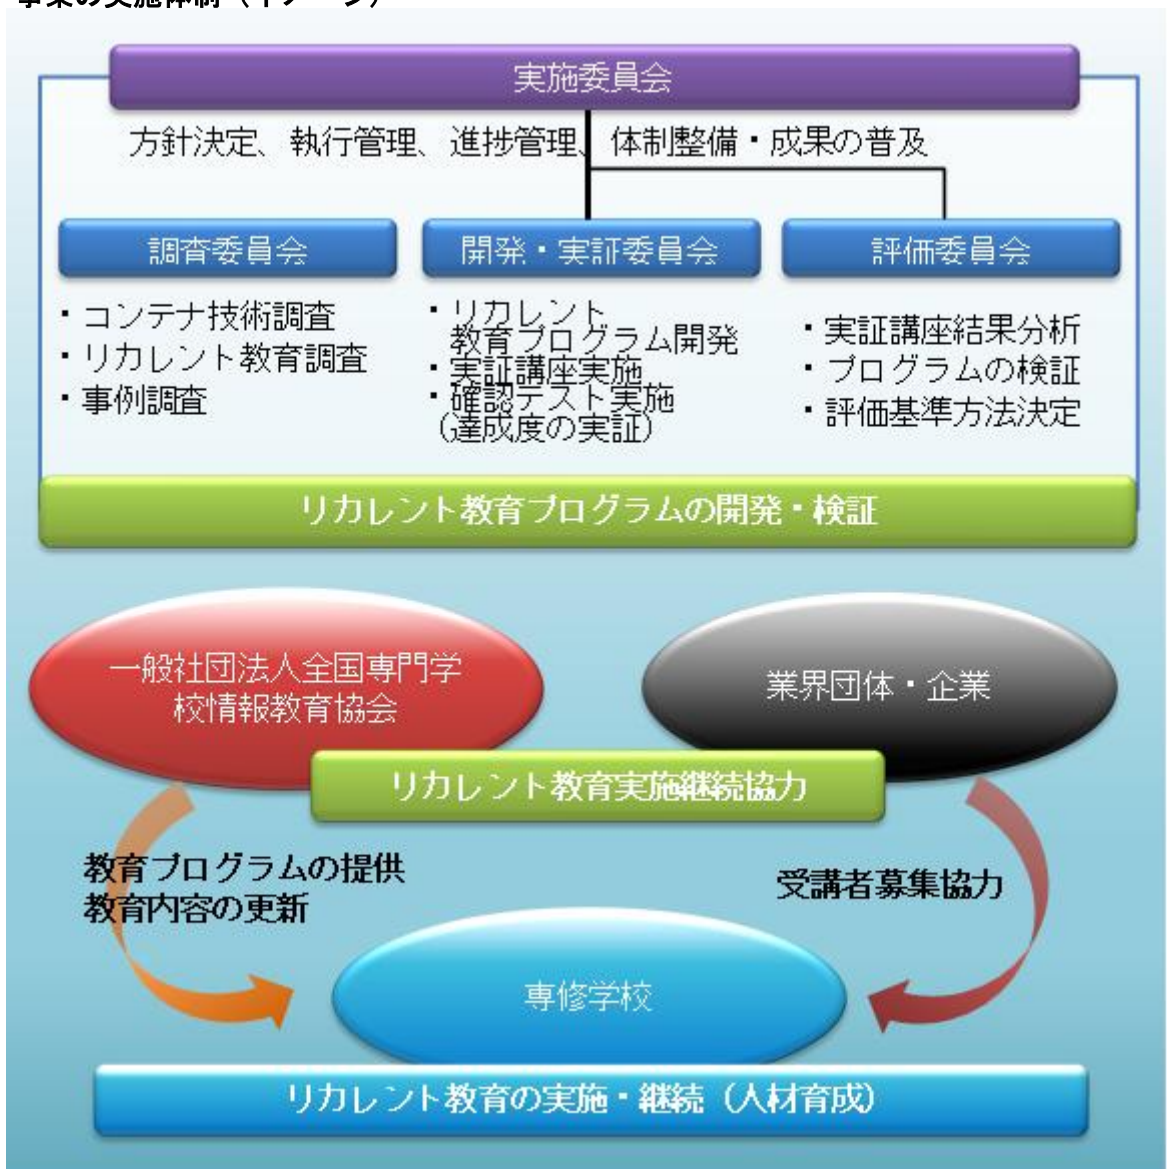 事業の実施体制（イメージ）
実施委員会
方針決定、執行管理、進捗管理、体制整備・成果の普及
調査委員会
・コンテナ技術調査
・リカレント教育調査
・事例調査
開発・実証委員会
・リカレント
教育プログラム開発
・実証講座実施
・確認テスト実施
（達成度の実証）
評価委員会
・実証講座結果分析
・プログラムの検証
・評価基準方法決定
リカレント教育プログラムの開発・検証
一般社団法人全国専門学
校情報教育協会
業界団体・企業
リカレント教育実施継続協力
教育プログラムの提供
教育内容の更新
受講者募集協力
専修学校
リカレント教育の実施・継続（人材育成）